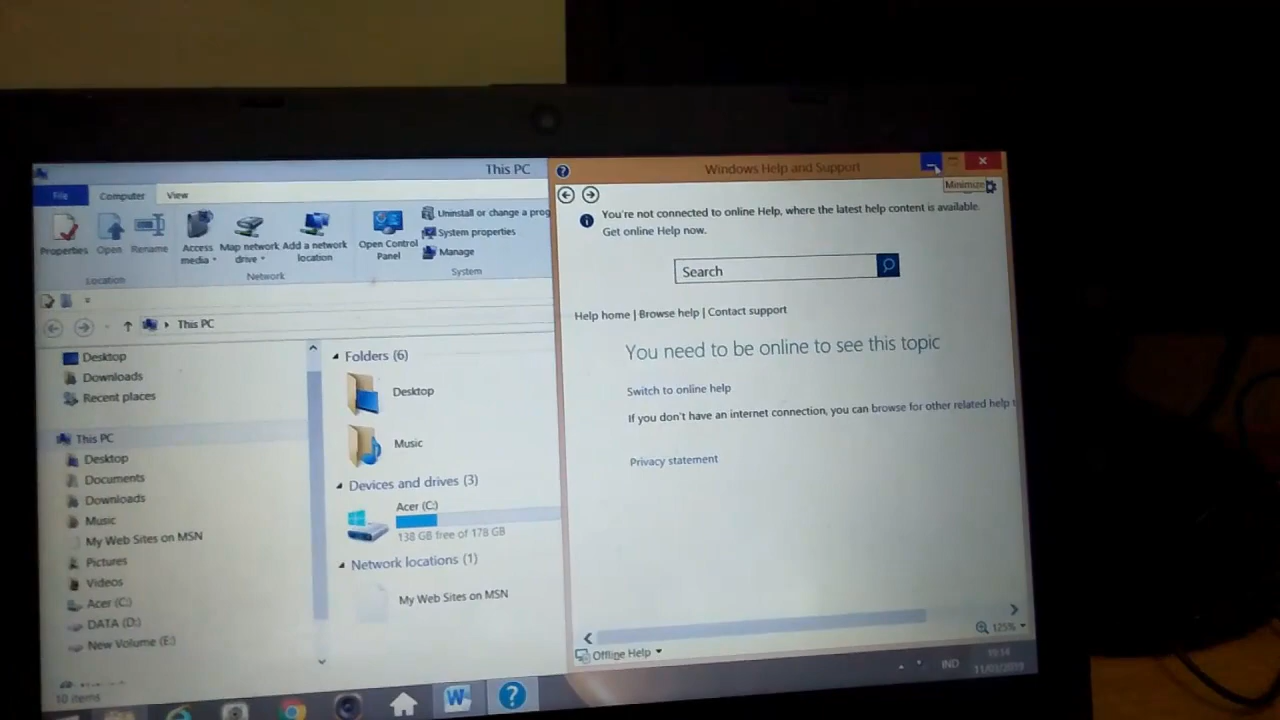 This PC
File
Computer
View
Properties
Open
Rename
Access media
Map network drive
Add a network location
Open Control Panel
Uninstall or change a prog
System properties
Manage
Location
Network
System
This PC
Desktop
Downloads
Recent places
This PC
Desktop
Documents
Downloads
Music
My Web Sites on MSN
Pictures
Videos
Acer (C:)
DATA (D:)
New Volume (E:)
10 items
Folders (6)
Desktop
Music
Devices and drives (3)
Acer (C:)
138 GB free of 178 GB
Network locations (1)
My Web Sites on MSN
Windows Help and Support
Minimize
You're not connected to online Help, where the latest help content is available.
Get online Help now.
Search
Help home | Browse help | Contact support
You need to be online to see this topic
Switch to online help
If you don't have an internet connection, you can browse for other related help t
Privacy statement
125%
Offline Help
IND
11/03/2019